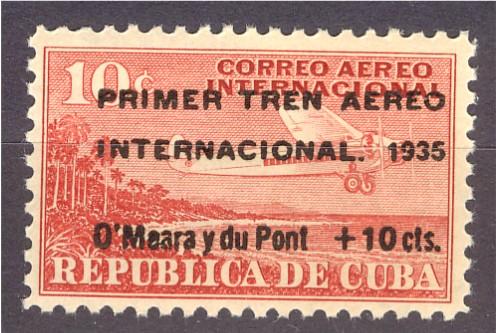 10¢
CORREO AEREO
INTERNACIONAL
PRIMER TREN AEREO
INTERNACIONAL. 1935
O'Meara y du Pont +10 cts.
REPUBLICA DE CUBA